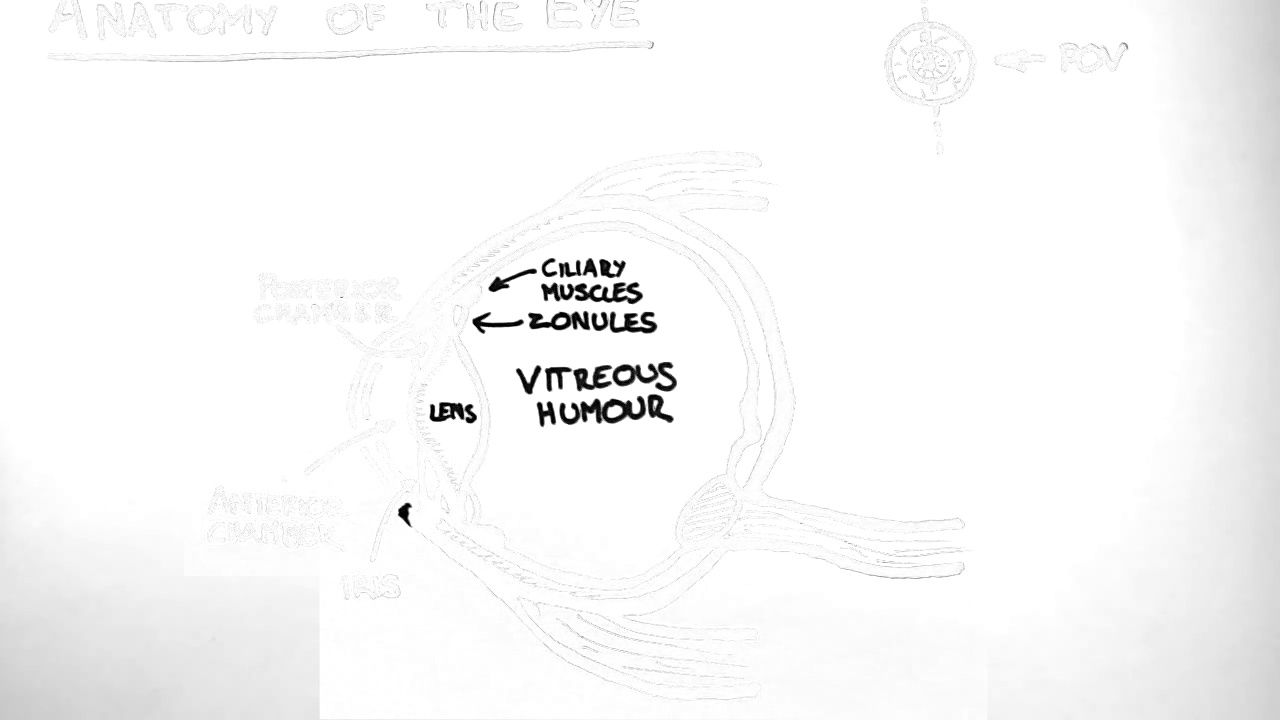 ANATOMY OF THE EYE
POV
CILIARY
MUSCLES
POSTERIOR
CHAMBER
ZONULES
VITREOUS
HUMOUR
LENS
ANTERIOR
CHAMBER
IRIS